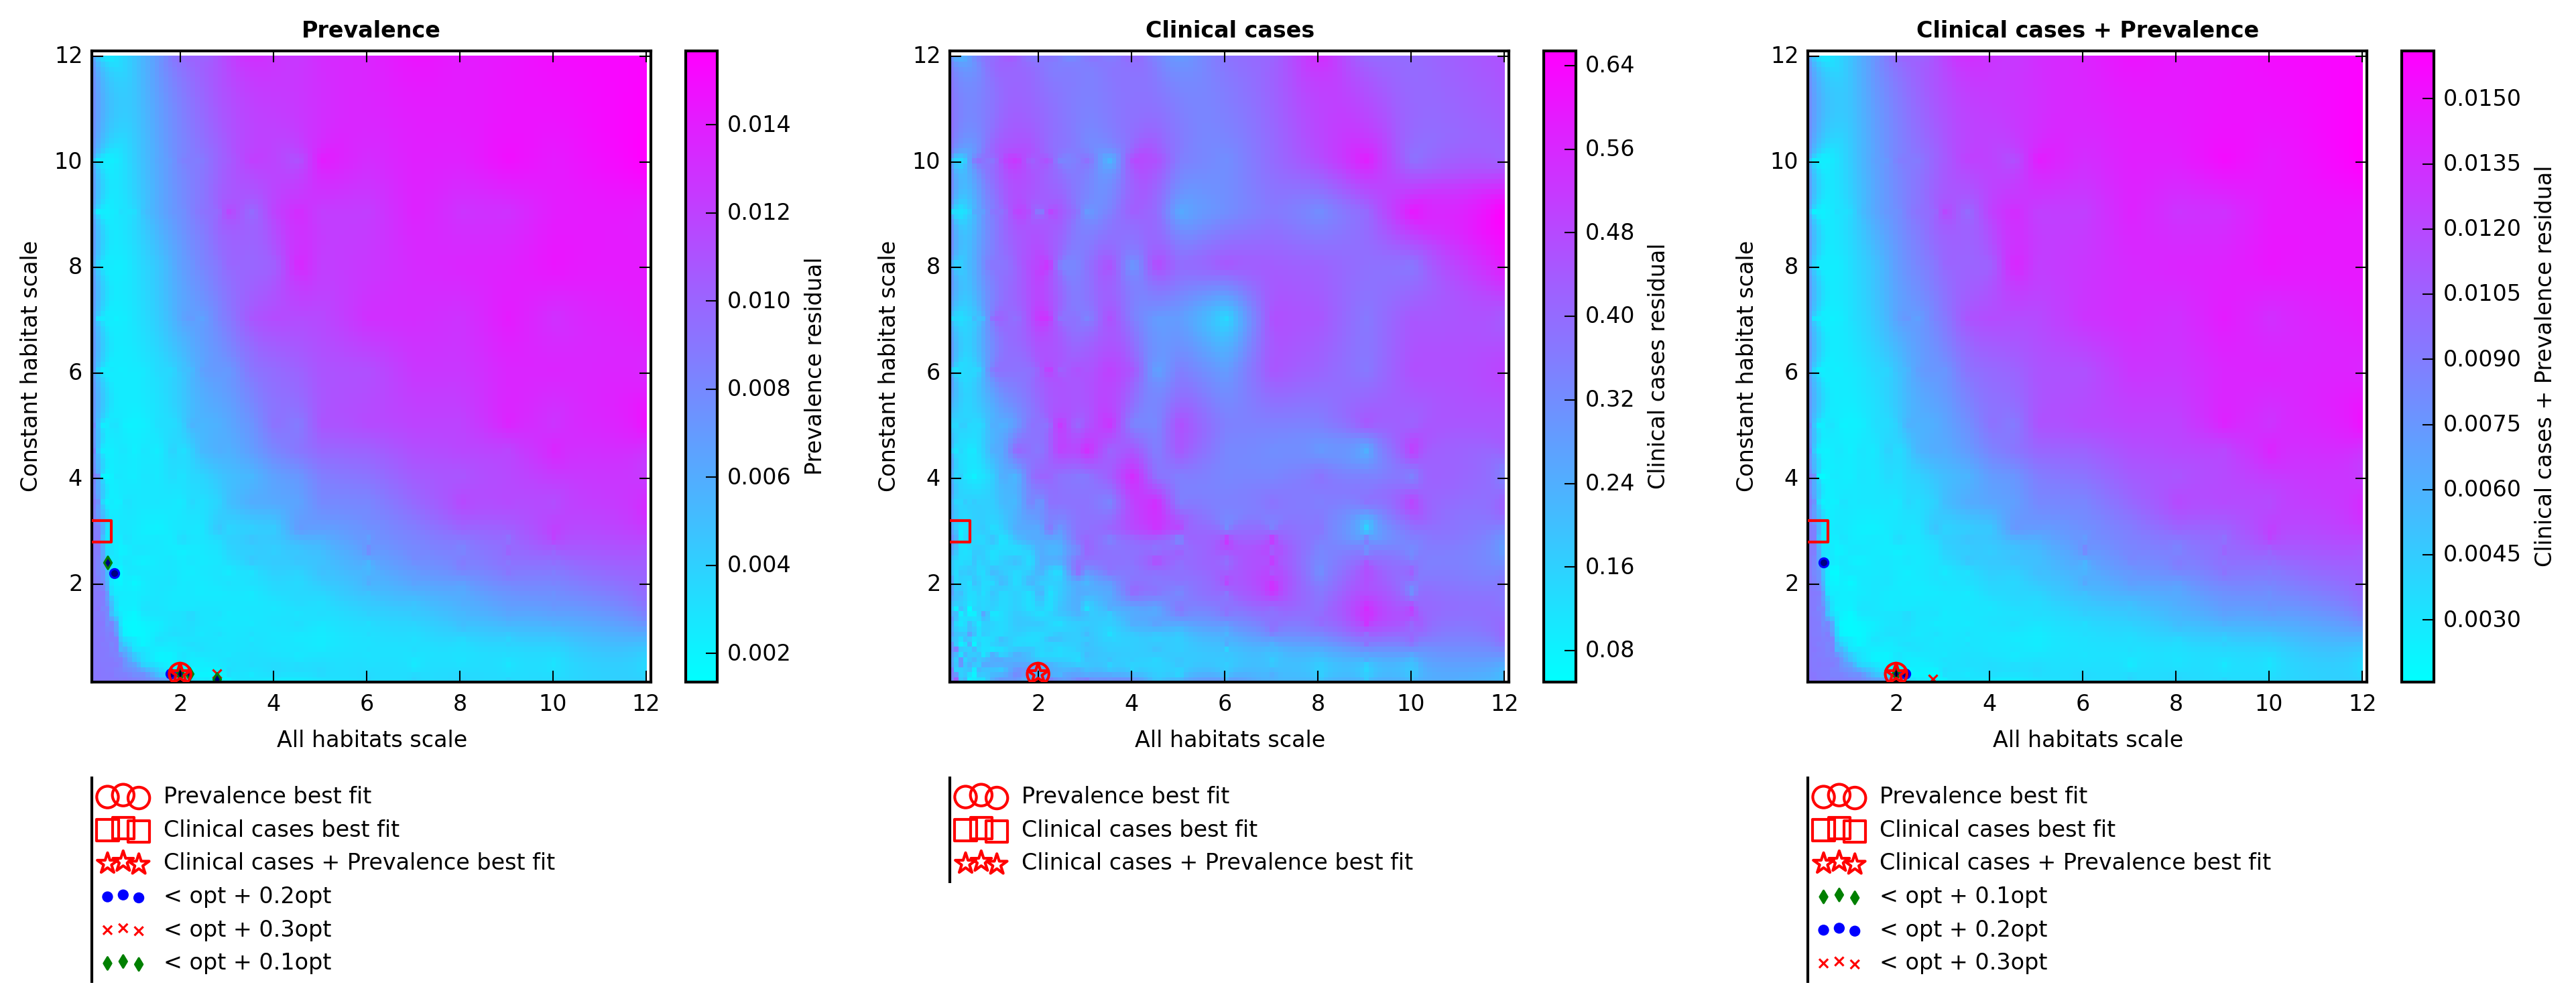 Prevalence
12
10
8
6
4
2
Constant habitat scale
2 4 6 8 10 12
All habitats scale
0.014
0.012
0.010
0.008
0.006
0.004
0.002
Prevalence residual
Prevalence best fit
Clinical cases best fit
Clinical cases + Prevalence best fit
< opt + 0.2opt
< opt + 0.3opt
< opt + 0.1opt
Clinical cases
12
10
8
6
4
2
Constant habitat scale
2 4 6 8 10 12
All habitats scale
0.64
0.56
0.48
0.40
0.32
0.24
0.16
0.08
Clinical cases residual
Prevalence best fit
Clinical cases best fit
Clinical cases + Prevalence best fit
Clinical cases + Prevalence
12
10
8
6
4
2
Constant habitat scale
2 4 6 8 10 12
All habitats scale
0.0150
0.0135
0.0120
0.0105
0.0090
0.0075
0.0060
0.0045
0.0030
Clinical cases + Prevalence residual
Prevalence best fit
Clinical cases best fit
Clinical cases + Prevalence best fit
< opt + 0.1opt
< opt + 0.2opt
< opt + 0.3opt